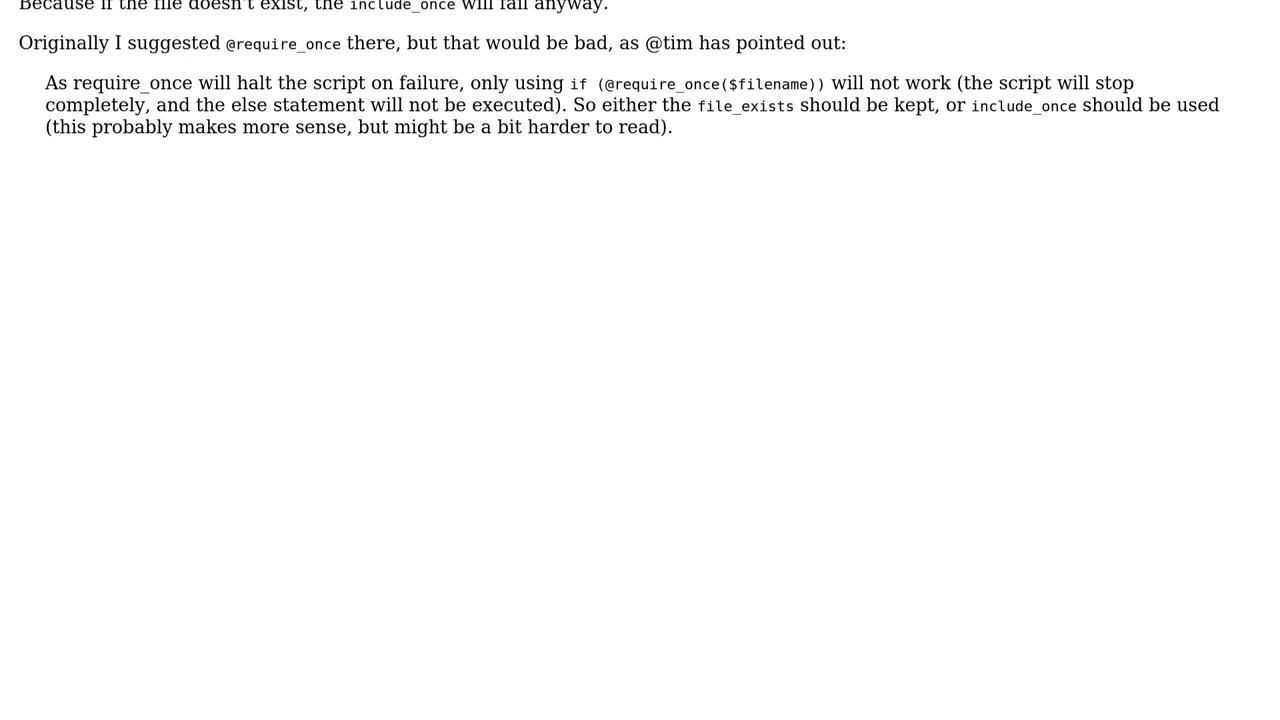 Because if the file doesn't exist, the include_once will fail anyway.
Originally I suggested @require_once there, but that would be bad, as @tim has pointed out:
As require_once will halt the script on failure, only using if (@require_once($filename)) will not work (the script will stop
completely, and the else statement will not be executed). So either the file_exists should be kept, or include_once should be used
(this probably makes more sense, but might be a bit harder to read).